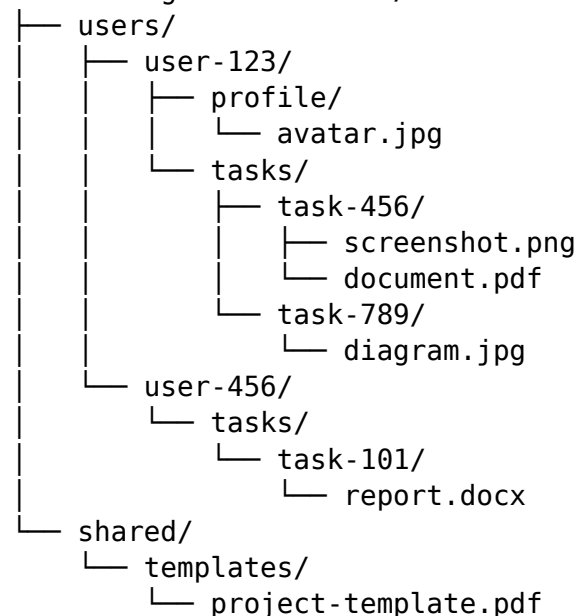 ├── users/
│   ├── user-123/
│   │   ├── profile/
│   │   │   └── avatar.jpg
│   │   └── tasks/
│   │       ├── task-456/
│   │       │   ├── screenshot.png
│   │       │   └── document.pdf
│   │       └── task-789/
│   │           └── diagram.jpg
│   └── user-456/
│       └── tasks/
│           └── task-101/
│               └── report.docx
└── shared/
    └── templates/
        └── project-template.pdf